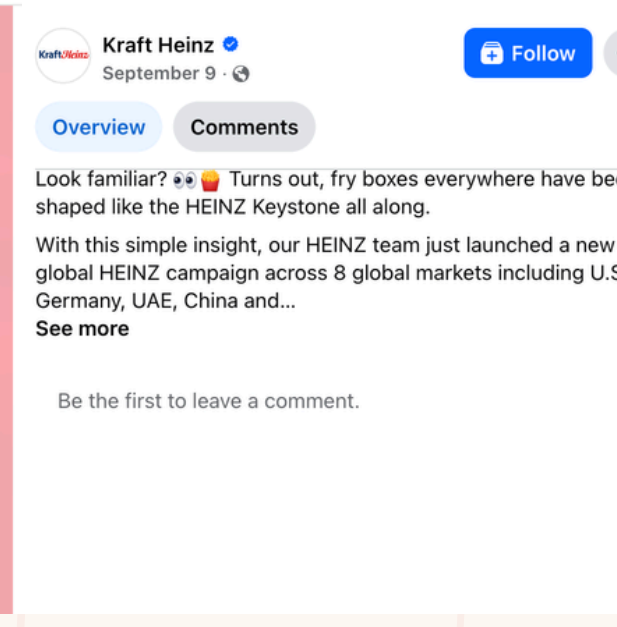 KraftHeinz
Kraft Heinz
September 9 ·
Follow
Overview
Comments
Look familiar? 👀🍟 Turns out, fry boxes everywhere have be
shaped like the HEINZ Keystone all along.
With this simple insight, our HEINZ team just launched a new
global HEINZ campaign across 8 global markets including U.S
Germany, UAE, China and...
See more
Be the first to leave a comment.